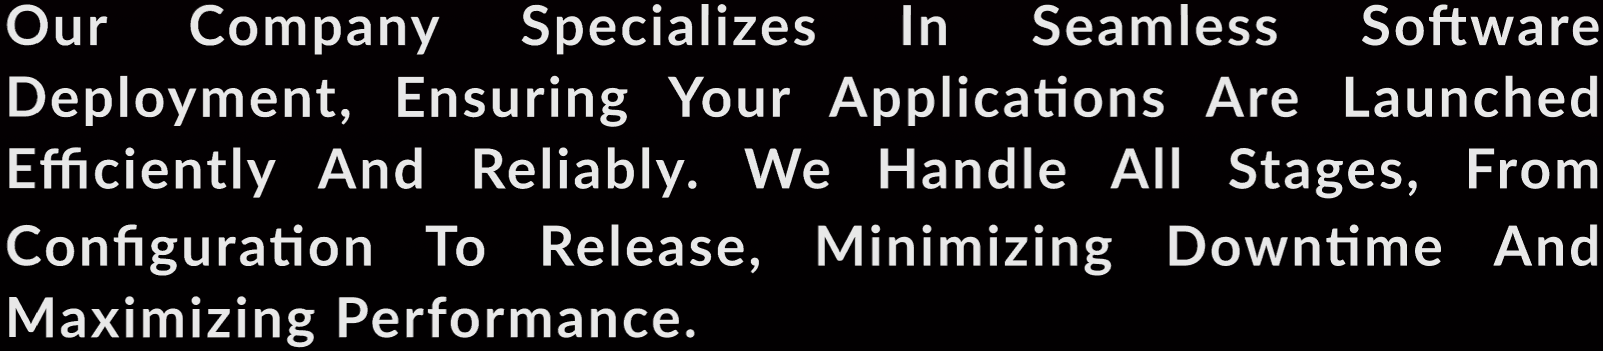 Our Company Specializes In Seamless Software
Deployment, Ensuring Your Applications Are Launched
Efficiently And Reliably. We Handle All Stages, From
Configuration To Release, Minimizing Downtime And
Maximizing Performance.